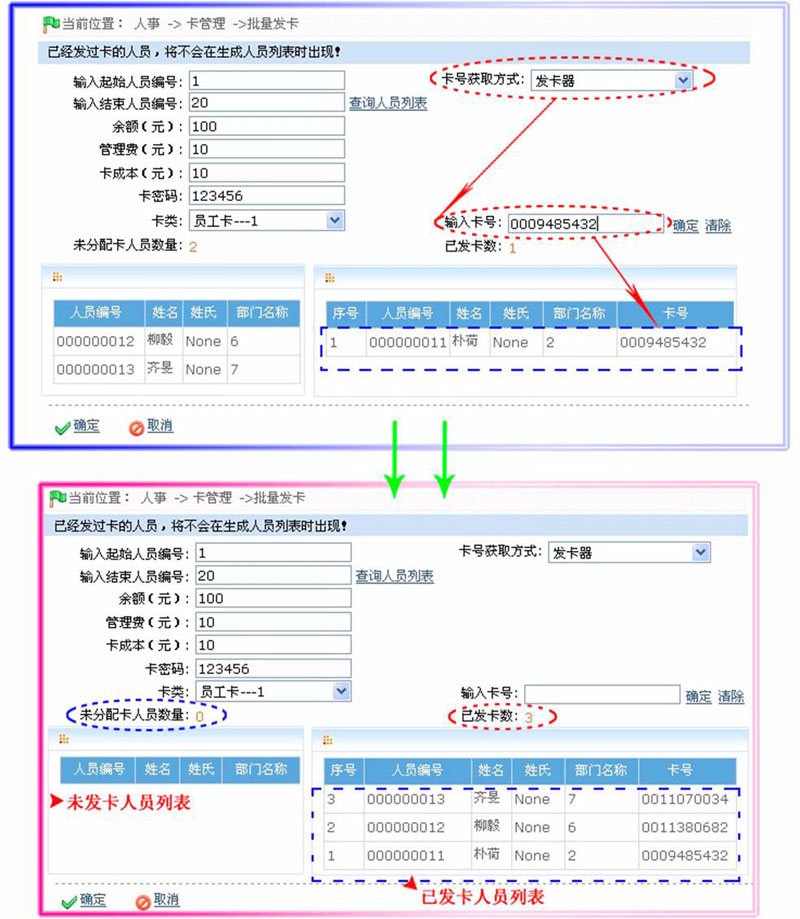 当前位置： 人事 -> 卡管理 ->批量发卡
已经发过卡的人员，将不会在生成人员列表时出现！
输入起始人员编号： 1 卡号获取方式： 发卡器
输入结束人员编号： 20 查询人员列表
余额（元）： 100
管理费（元）： 10
卡成本（元）： 10
卡密码： 123456
卡类： 员工卡---1 输入卡号： 0009485432 确定 清除
未分配卡人员数量： 2 已发卡数： 1
人员编号 姓名 姓氏 部门名称 序号 人员编号 姓名 姓氏 部门名称 卡号
000000012 柳毅 None 6 1 000000011 朴荷 None 2 0009485432
000000013 齐昱 None 7
确定 取消
当前位置： 人事 -> 卡管理 ->批量发卡
已经发过卡的人员，将不会在生成人员列表时出现！
输入起始人员编号： 1 卡号获取方式： 发卡器
输入结束人员编号： 20 查询人员列表
余额（元）： 100
管理费（元）： 10
卡成本（元）： 10
卡密码： 123456
卡类： 员工卡---1 输入卡号： 确定 清除
未分配卡人员数量： 0 已发卡数： 3
人员编号 姓名 姓氏 部门名称 序号 人员编号 姓名 姓氏 部门名称 卡号
3 000000013 齐昱 None 7 0011070034
未发卡人员列表
2 000000012 柳毅 None 6 0011380682
1 000000011 朴荷 None 2 0009485432
已发卡人员列表
确定 取消